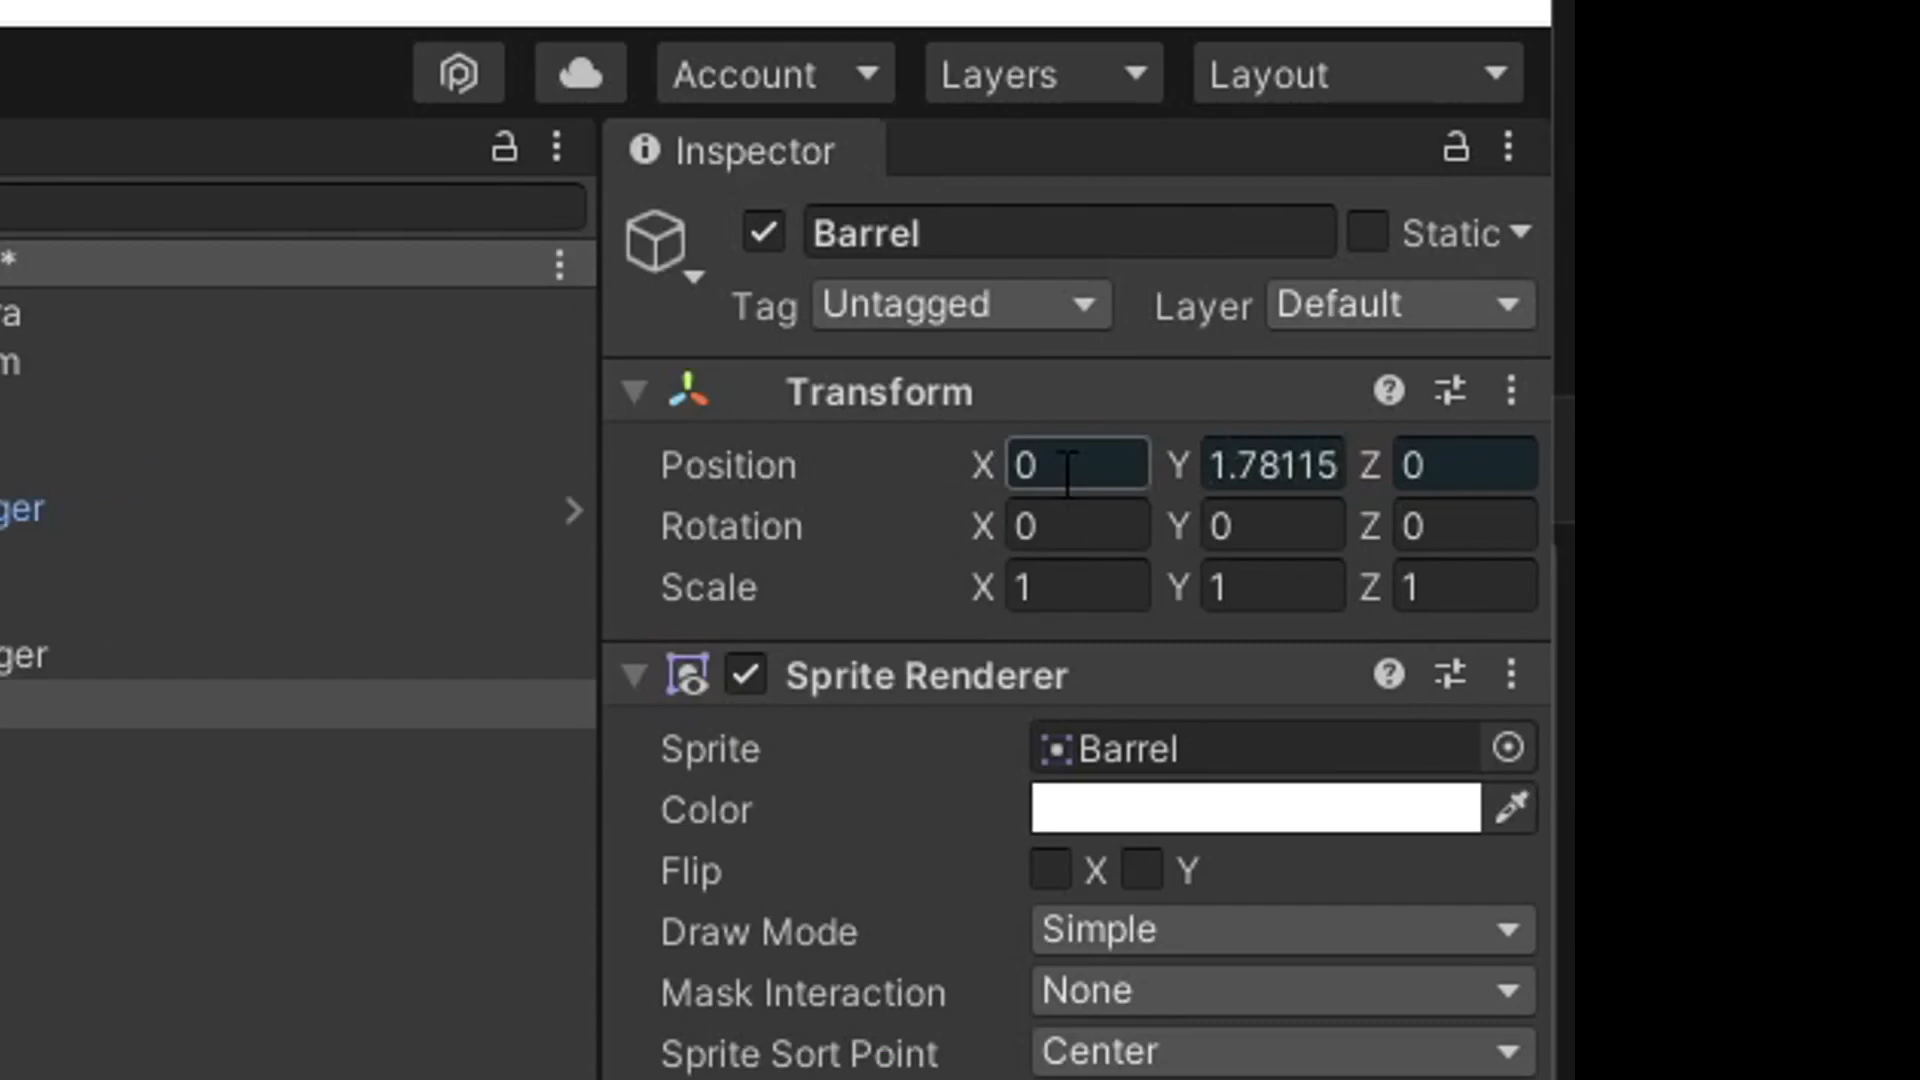 Account Layers Layout
Inspector
Barrel Static
*
Tag Untagged Layer Default
ra
m
Transform
Position X 0 Y 1.78115 Z 0
ger
Rotation X 0 Y 0 Z 0
Scale X 1 Y 1 Z 1
ger
Sprite Renderer
Sprite Barrel
Color
Flip X Y
Draw Mode Simple
Mask Interaction None
Sprite Sort Point Center